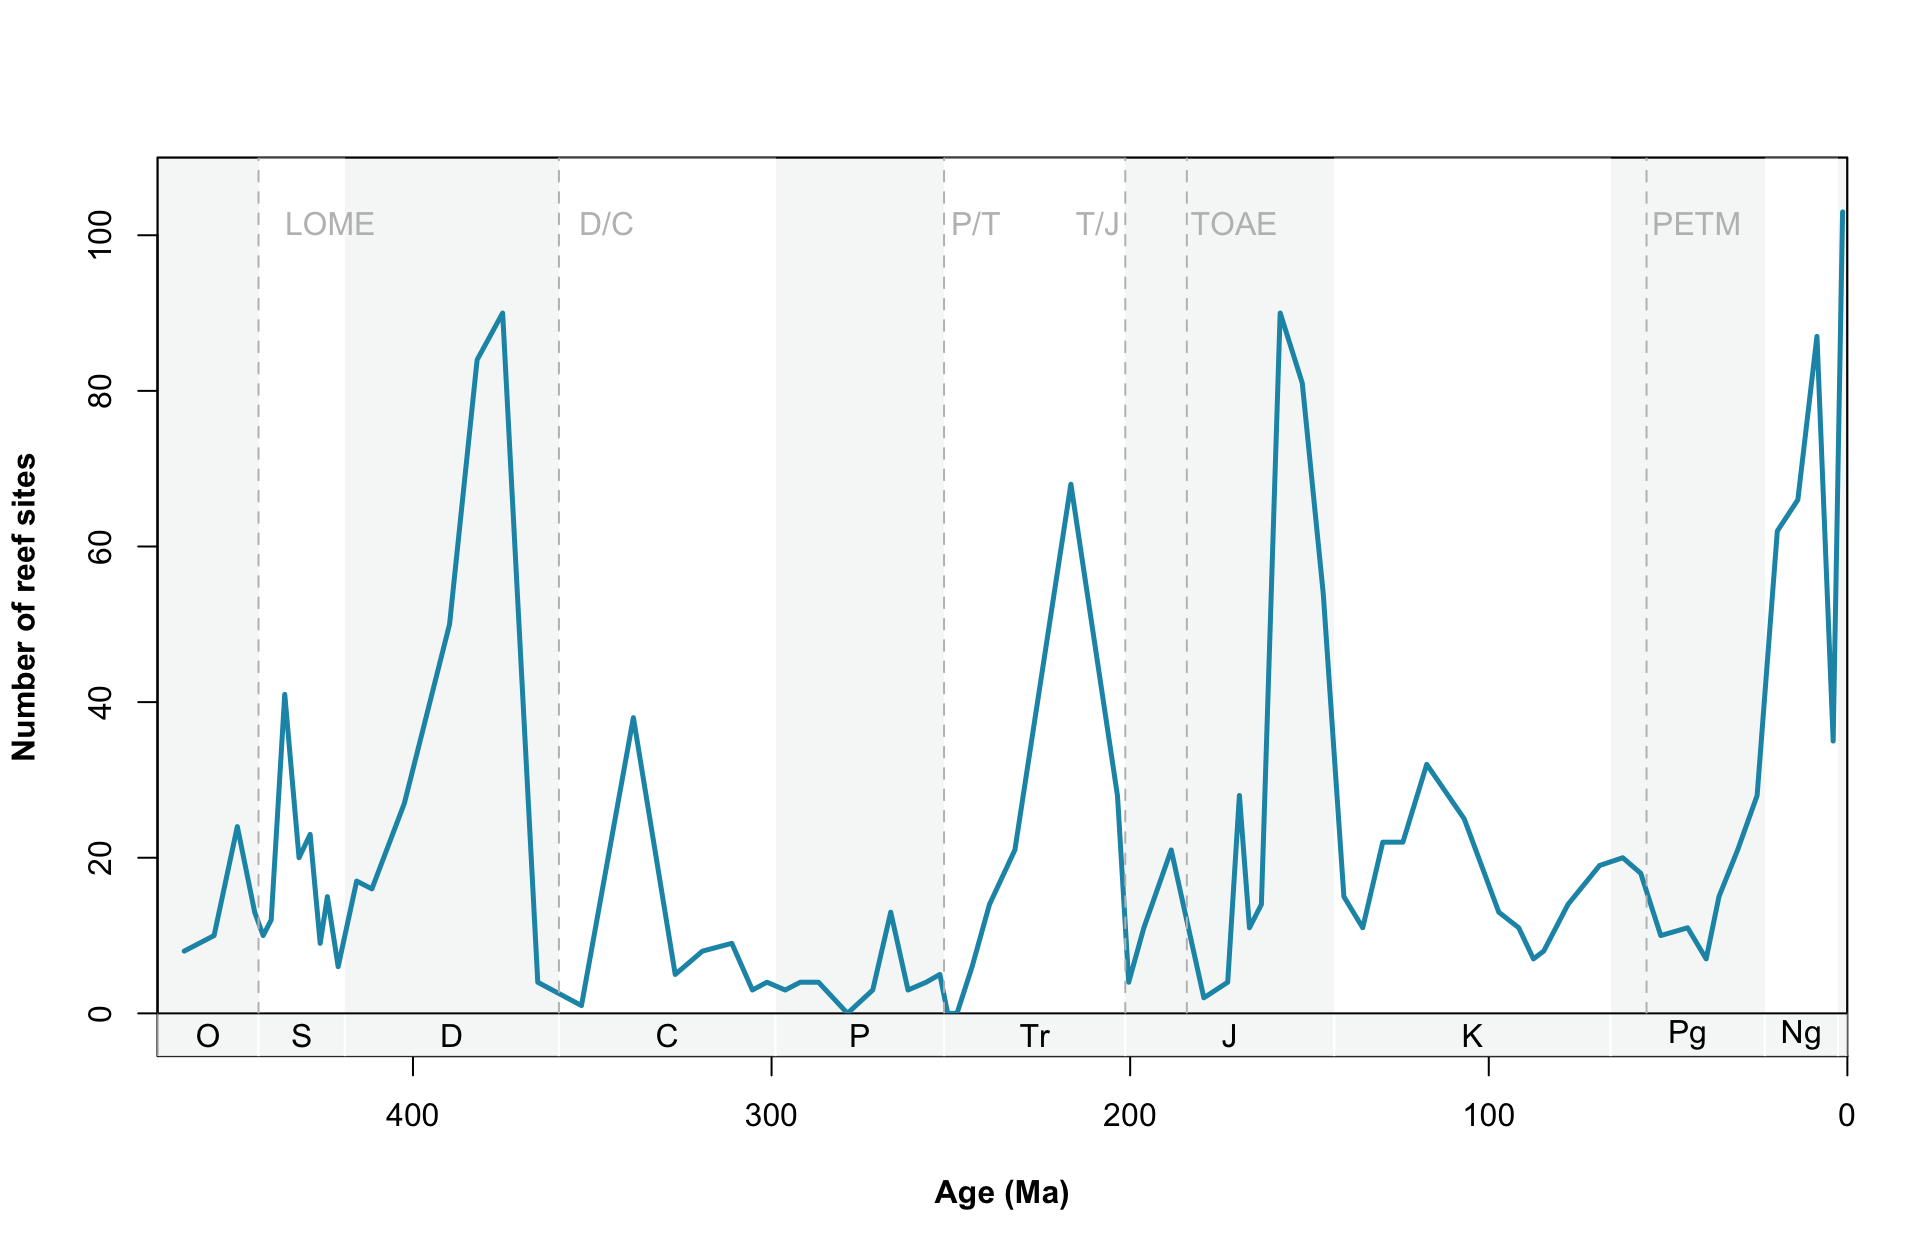 Number of reef sites
100
80
60
40
20
0
LOME D/C P/T T/J TOAE PETM
O S D C P Tr J K Pg Ng
400 300 200 100 0
Age (Ma)